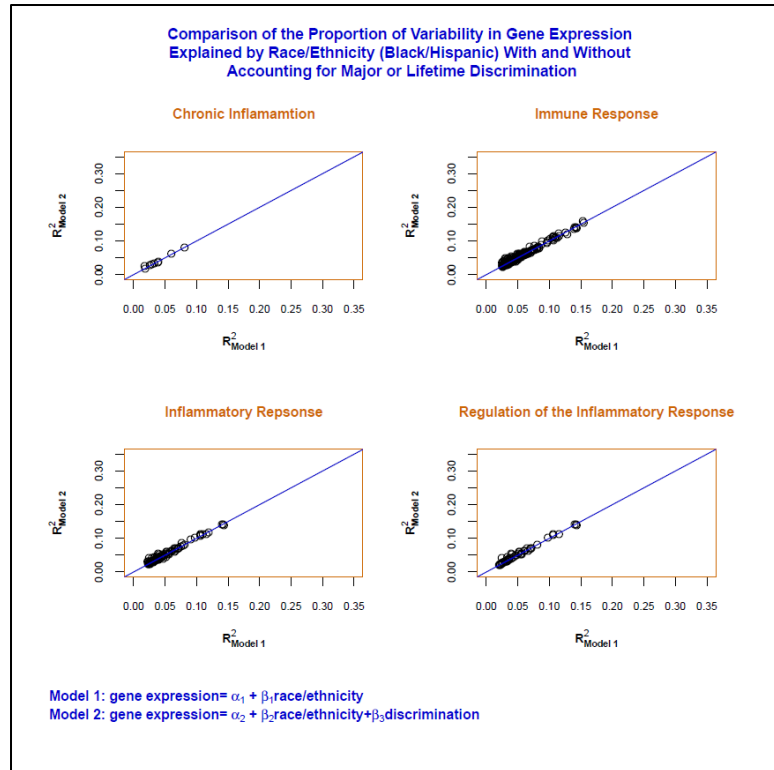 Comparison of the Proportion of Variability in Gene Expression
Explained by Race/Ethnicity (Black/Hispanic) With and Without
Accounting for Major or Lifetime Discrimination
Chronic Inflamamtion
R²Model 2
0.00 0.10 0.20 0.30
0.00 0.05 0.10 0.15 0.20 0.25 0.30 0.35
R²Model 1
Immune Response
R²Model 2
0.00 0.10 0.20 0.30
0.00 0.05 0.10 0.15 0.20 0.25 0.30 0.35
R²Model 1
Inflammatory Repsonse
R²Model 2
0.00 0.10 0.20 0.30
0.00 0.05 0.10 0.15 0.20 0.25 0.30 0.35
R²Model 1
Regulation of the Inflammatory Response
R²Model 2
0.00 0.10 0.20 0.30
0.00 0.05 0.10 0.15 0.20 0.25 0.30 0.35
R²Model 1
Model 1: gene expression= α₁ + β₁race/ethnicity
Model 2: gene expression= α₂ + β₂race/ethnicity+β₃discrimination